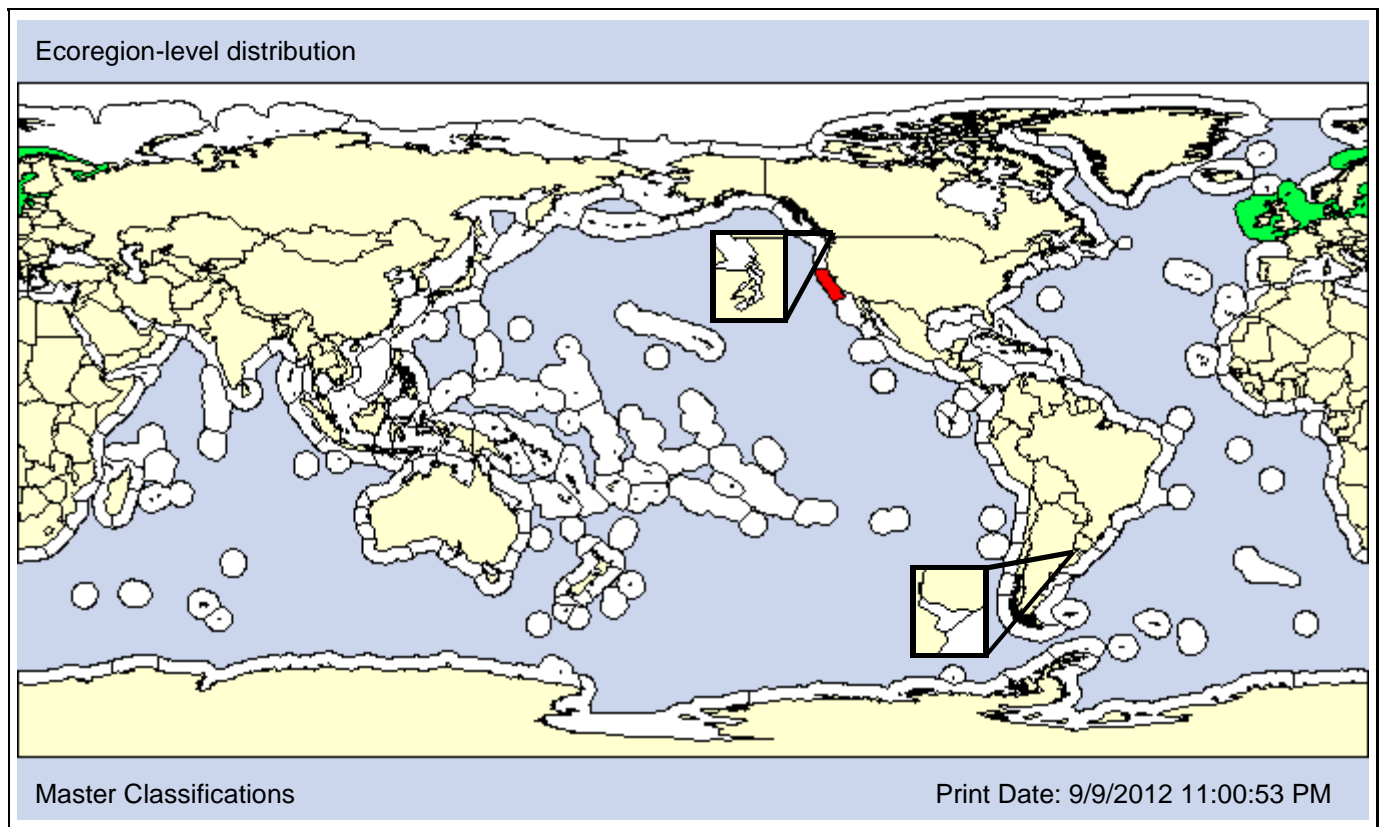 Ecoregion-level distribution
Master Classifications
Print Date: 9/9/2012 11:00:53 PM